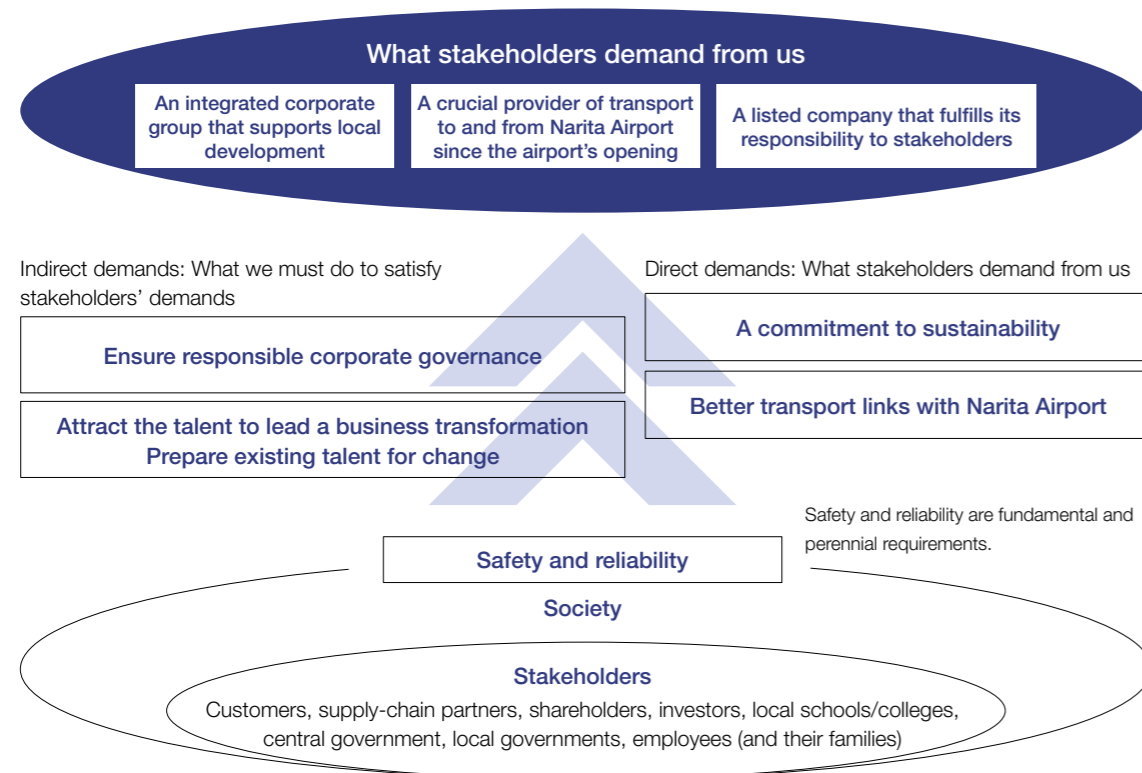 What stakeholders demand from us
An integrated corporate
group that supports local
development
A crucial provider of transport
to and from Narita Airport
since the airport’s opening
A listed company that fulfills its
responsibility to stakeholders
Indirect demands: What we must do to satisfy
stakeholders’ demands
Ensure responsible corporate governance
Attract the talent to lead a business transformation
Prepare existing talent for change
Direct demands: What stakeholders demand from us
A commitment to sustainability
Better transport links with Narita Airport
Safety and reliability are fundamental and
perennial requirements.
Safety and reliability
Society
Stakeholders
Customers, supply-chain partners, shareholders, investors, local schools/colleges,
central government, local governments, employees (and their families)